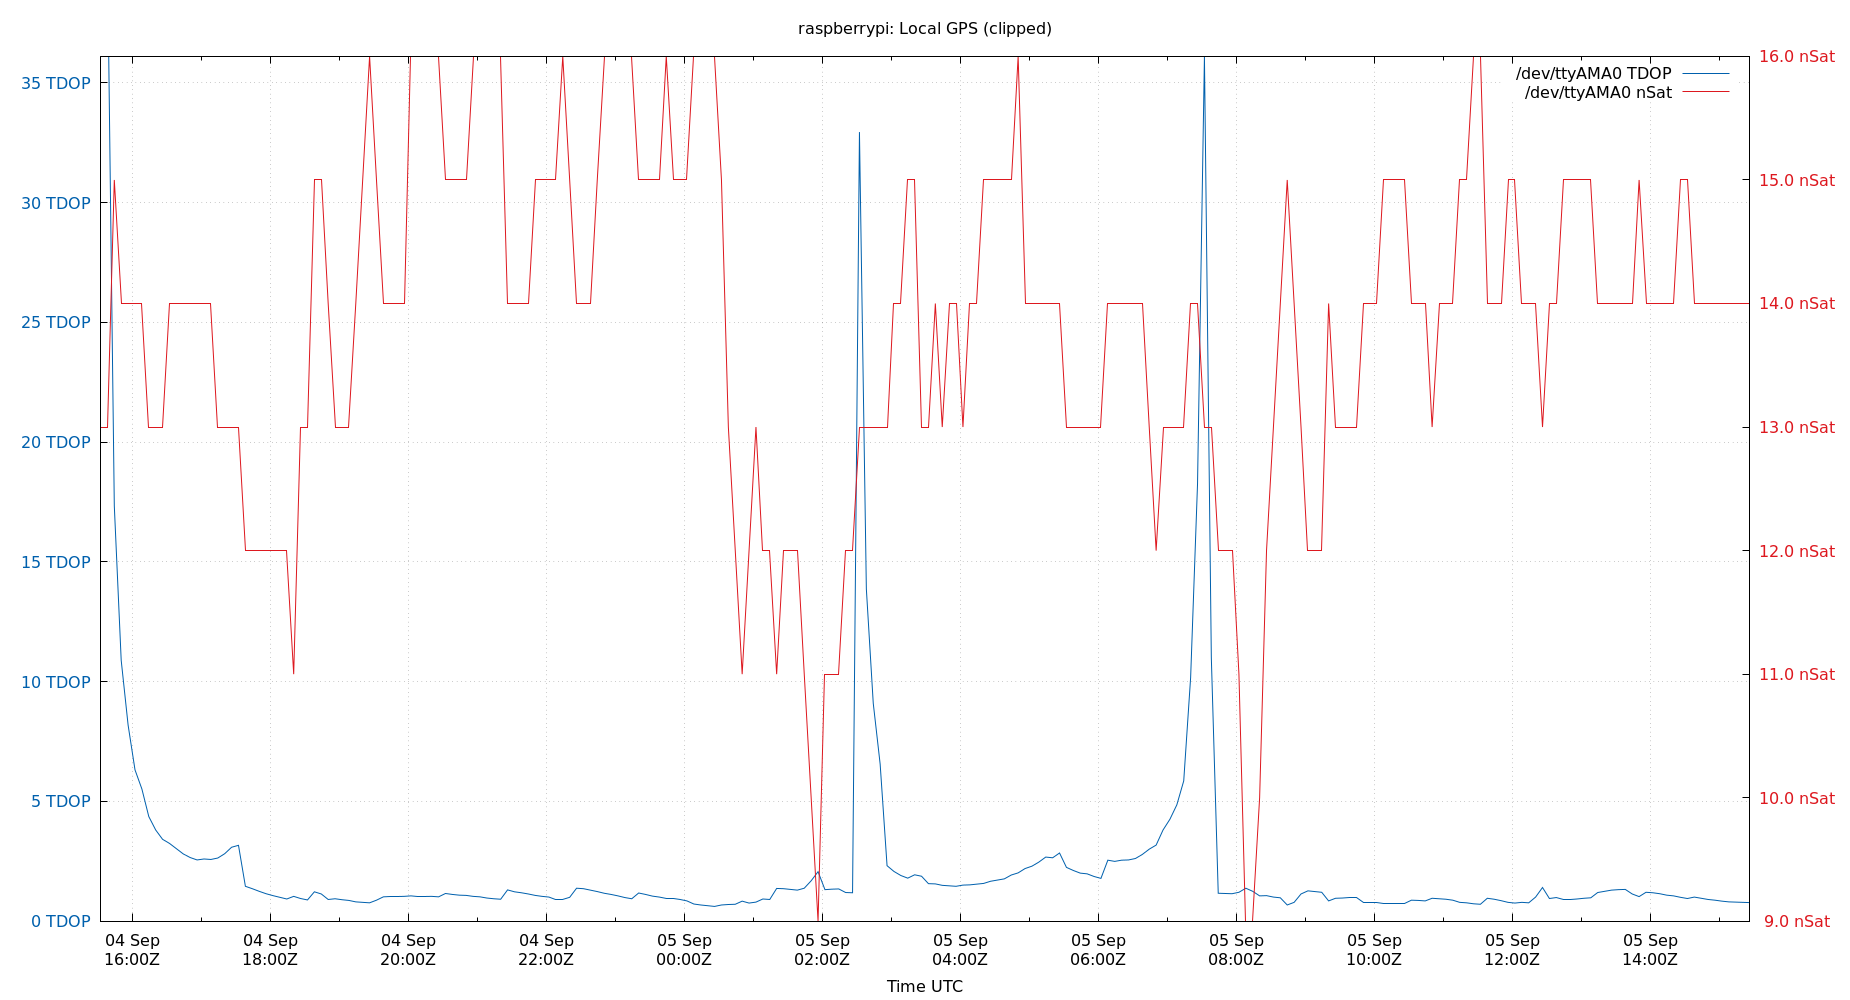 raspberrypi: Local GPS (clipped)
/dev/ttyAMA0 TDOP
/dev/ttyAMA0 nSat
35 TDOP
30 TDOP
25 TDOP
20 TDOP
15 TDOP
10 TDOP
5 TDOP
0 TDOP
16.0 nSat
15.0 nSat
14.0 nSat
13.0 nSat
12.0 nSat
11.0 nSat
10.0 nSat
9.0 nSat
04 Sep
16:00Z
04 Sep
18:00Z
04 Sep
20:00Z
04 Sep
22:00Z
05 Sep
00:00Z
05 Sep
02:00Z
05 Sep
04:00Z
05 Sep
06:00Z
05 Sep
08:00Z
05 Sep
10:00Z
05 Sep
12:00Z
05 Sep
14:00Z
Time UTC